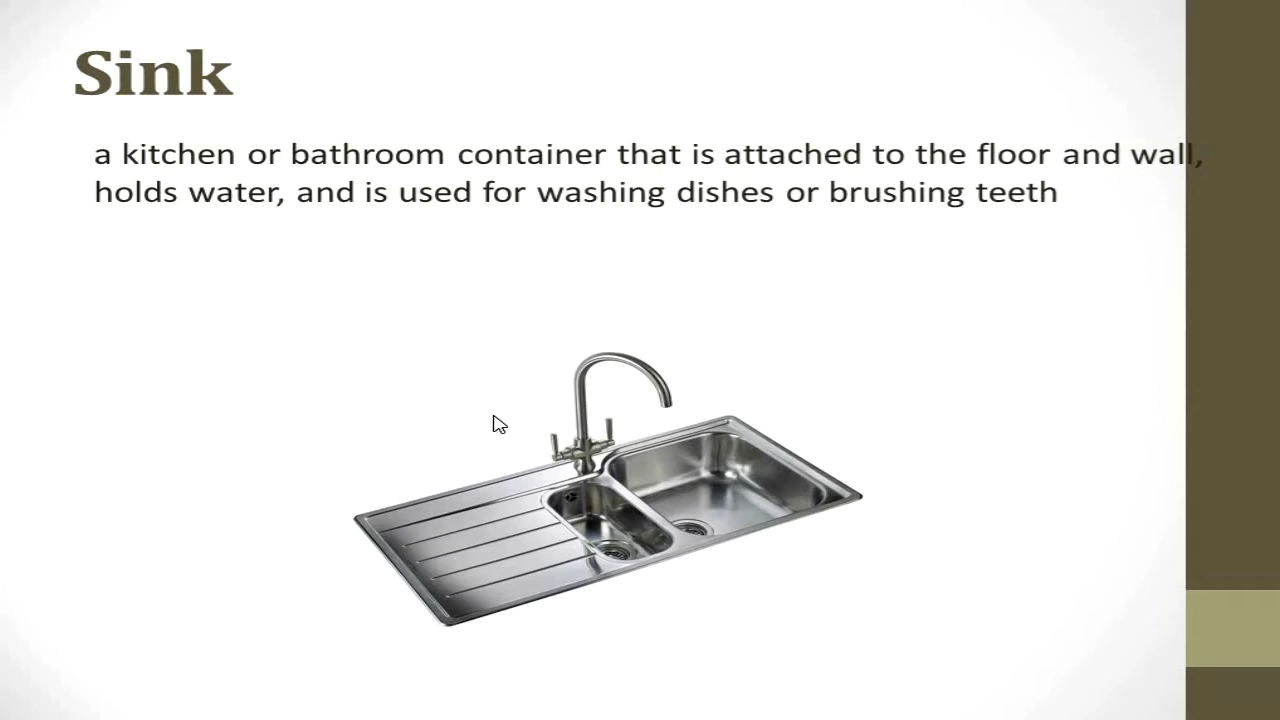 Sink
a kitchen or bathroom container that is attached to the floor and wall,
holds water, and is used for washing dishes or brushing teeth